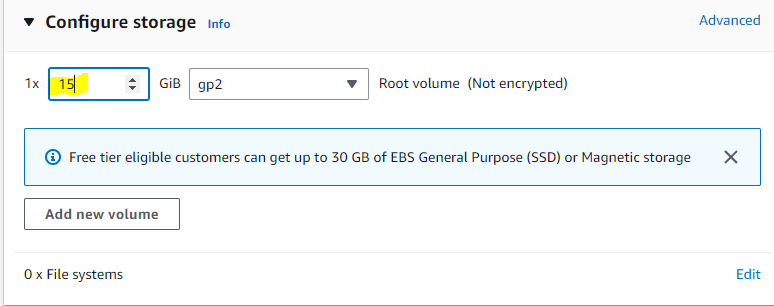 Configure storage Info Advanced
1x 15 GiB gp2 Root volume (Not encrypted)
Free tier eligible customers can get up to 30 GB of EBS General Purpose (SSD) or Magnetic storage
Add new volume
0 x File systems Edit